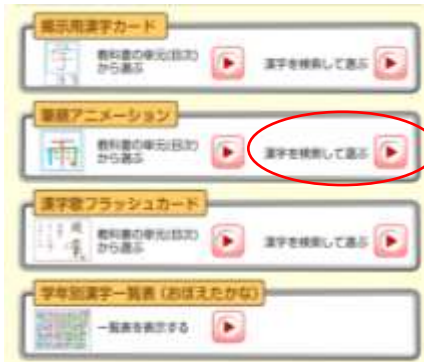 掲示用漢字カード
字
教科書の単元(目次)
から選ぶ
漢字を検索して選ぶ
筆順アニメーション
雨
教科書の単元(目次)
から選ぶ
漢字を検索して選ぶ
漢字歌フラッシュカード
教科書の単元(目次)
から選ぶ
漢字を検索して選ぶ
学年別漢字一覧表(おぼえたかな)
一覧表を表示する